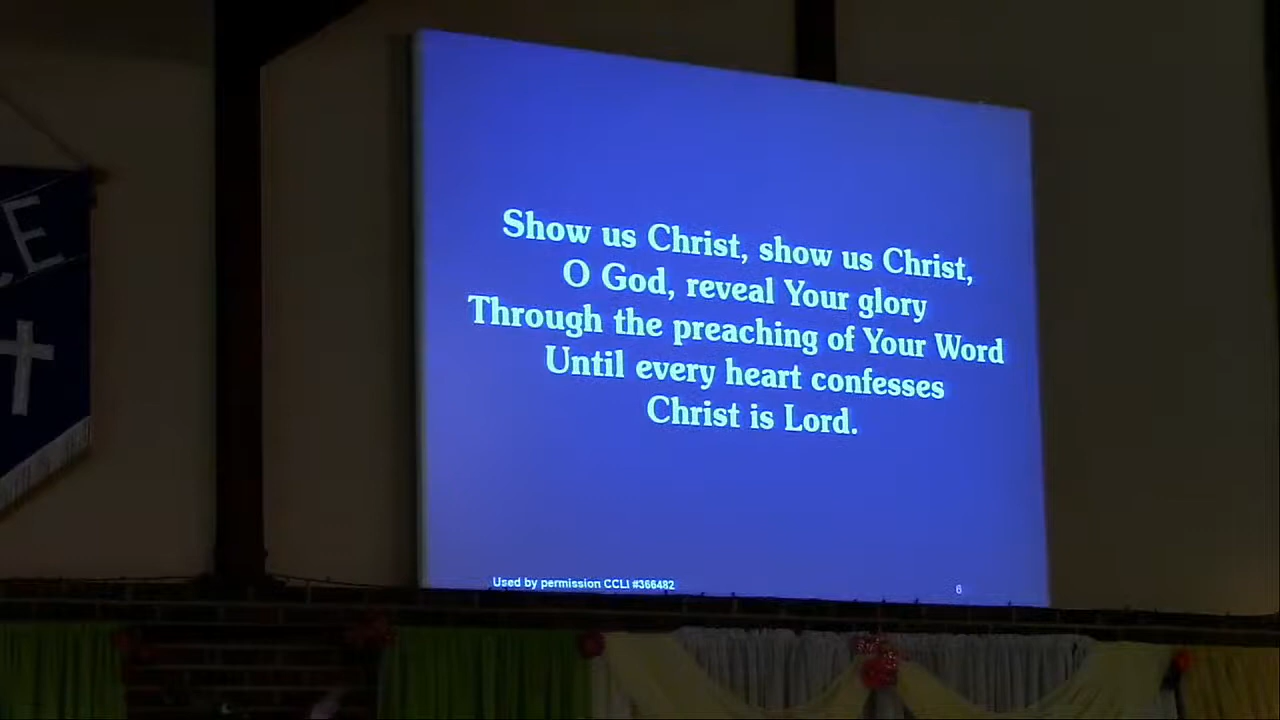 Show us Christ, show us Christ,
O God, reveal Your glory
Through the preaching of Your Word
Until every heart confesses
Christ is Lord.
Used by permission CCLI #366482
6